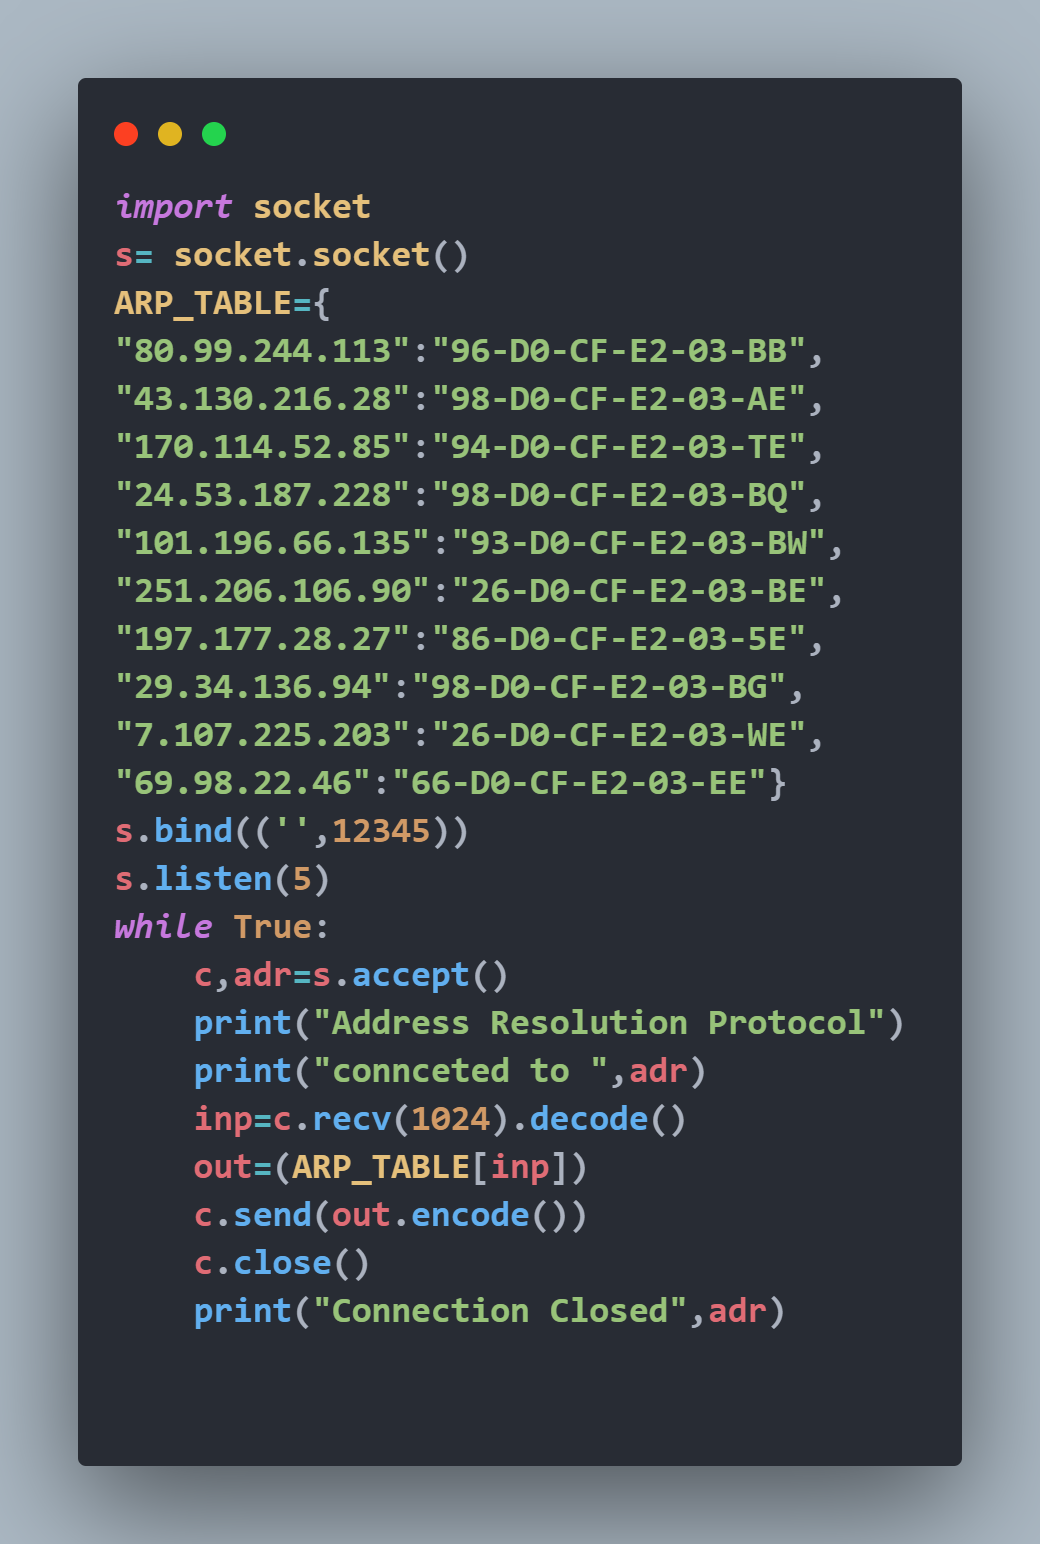 import socket
s= socket.socket()
ARP_TABLE={
"80.99.244.113":"96-D0-CF-E2-03-BB",
"43.130.216.28":"98-D0-CF-E2-03-AE",
"170.114.52.85":"94-D0-CF-E2-03-TE",
"24.53.187.228":"98-D0-CF-E2-03-BQ",
"101.196.66.135":"93-D0-CF-E2-03-BW",
"251.206.106.90":"26-D0-CF-E2-03-BE",
"197.177.28.27":"86-D0-CF-E2-03-5E",
"29.34.136.94":"98-D0-CF-E2-03-BG",
"7.107.225.203":"26-D0-CF-E2-03-WE",
"69.98.22.46":"66-D0-CF-E2-03-EE"}
s.bind(('',12345))
s.listen(5)
while True:
    c,adr=s.accept()
    print("Address Resolution Protocol")
    print("connceted to ",adr)
    inp=c.recv(1024).decode()
    out=(ARP_TABLE[inp])
    c.send(out.encode())
    c.close()
    print("Connection Closed",adr)